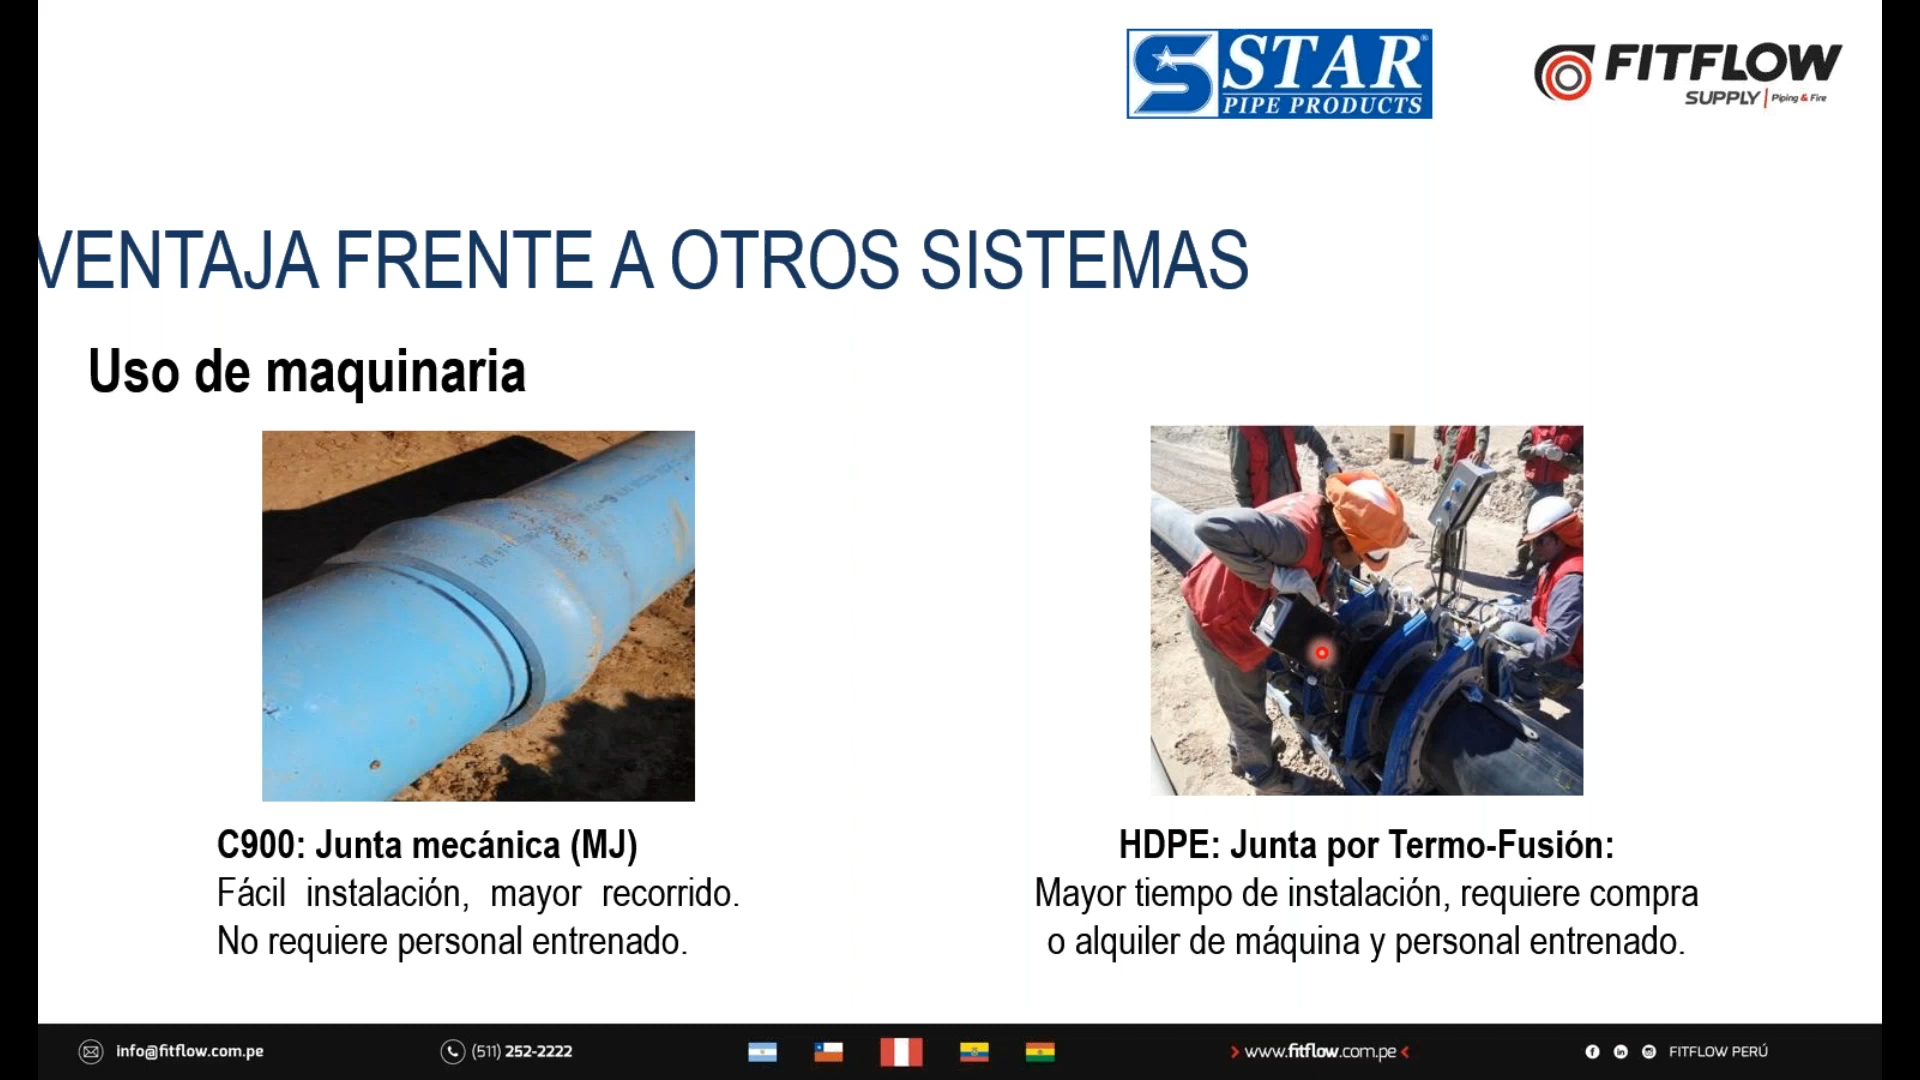 STAR
PIPE PRODUCTS
FITFLOW
SUPPLY | Piping & Fire
VENTAJA FRENTE A OTROS SISTEMAS
Uso de maquinaria
C900: Junta mecánica (MJ)
Fácil instalación, mayor recorrido.
No requiere personal entrenado.
HDPE: Junta por Termo-Fusión:
Mayor tiempo de instalación, requiere compra
o alquiler de máquina y personal entrenado.
info@fitflow.com.pe
(511) 252-2222
www.fitflow.com.pe
FITFLOW PERÚ